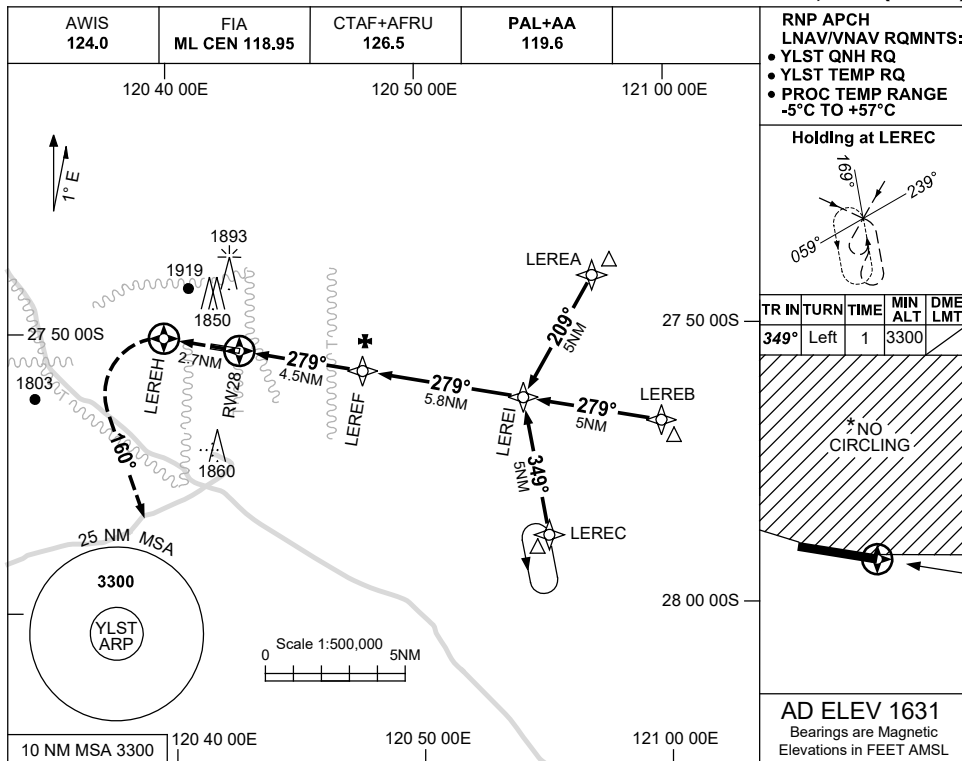 AWIS
124.0
FIA
ML CEN 118.95
CTAF+AFRU
126.5
PAL+AA
119.6
RNP APCH
LNAV/VNAV RQMNTS:
• YLST QNH RQ
• YLST TEMP RQ
• PROC TEMP RANGE
-5°C TO +57°C
120 40 00E
120 50 00E
121 00 00E
1° E
Holding at LEREC
169°
239°
059°
1893
1919
1850
LEREA
209°
5NM
27 50 00S
27 50 00S
TR IN TURN TIME MIN ALT DME LMT
349° Left 1 3300
2.7NM
279°
4.5NM
279°
5.8NM
279°
5NM
LEREB
1803
LEREH
RW28
LEREF
LEREI
*NO
CIRCLING
160°
1860
349°
5NM
LEREC
25 NM MSA
3300
YLST
ARP
28 00 00S
Scale 1:500,000
0 5NM
AD ELEV 1631
Bearings are Magnetic
Elevations in FEET AMSL
10 NM MSA 3300
120 40 00E
120 50 00E
121 00 00E